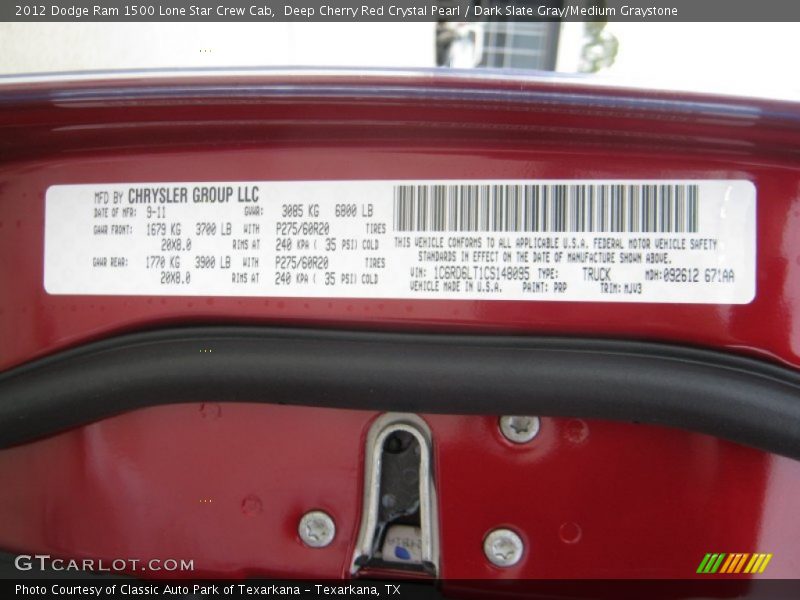 2012 Dodge Ram 1500 Lone Star Crew Cab,  Deep Cherry Red Crystal Pearl / Dark Slate Gray/Medium Graystone
MFD BY CHRYSLER GROUP LLC
DATE OF MFR: 9-11 GVWR: 3085 KG 6800 LB
GAWR FRONT: 1679 KG 3700 LB WITH P275/60R20 TIRES
20X8.0 RIMS AT 240 KPA ( 35 PSI) COLD
GAWR REAR: 1770 KG 3900 LB WITH P275/60R20 TIRES
20X8.0 RIMS AT 240 KPA ( 35 PSI) COLD
THIS VEHICLE CONFORMS TO ALL APPLICABLE U.S.A. FEDERAL MOTOR VEHICLE SAFETY
STANDARDS IN EFFECT ON THE DATE OF MANUFACTURE SHOWN ABOVE.
VIN: 1C6RD6LT1CS148095 TYPE: TRUCK MDH: 092612 671AA
VEHICLE MADE IN U.S.A. PAINT: PRP TRIM: MJV3
GTCARLOT.COM
Photo Courtesy of Classic Auto Park of Texarkana - Texarkana, TX